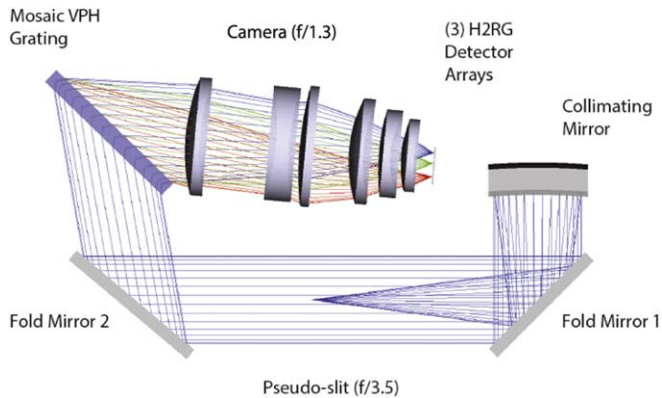 Mosaic VPH
Grating
Camera (f/1.3)
(3) H2RG
Detector
Arrays
Collimating
Mirror
Fold Mirror 2
Fold Mirror 1
Pseudo-slit (f/3.5)